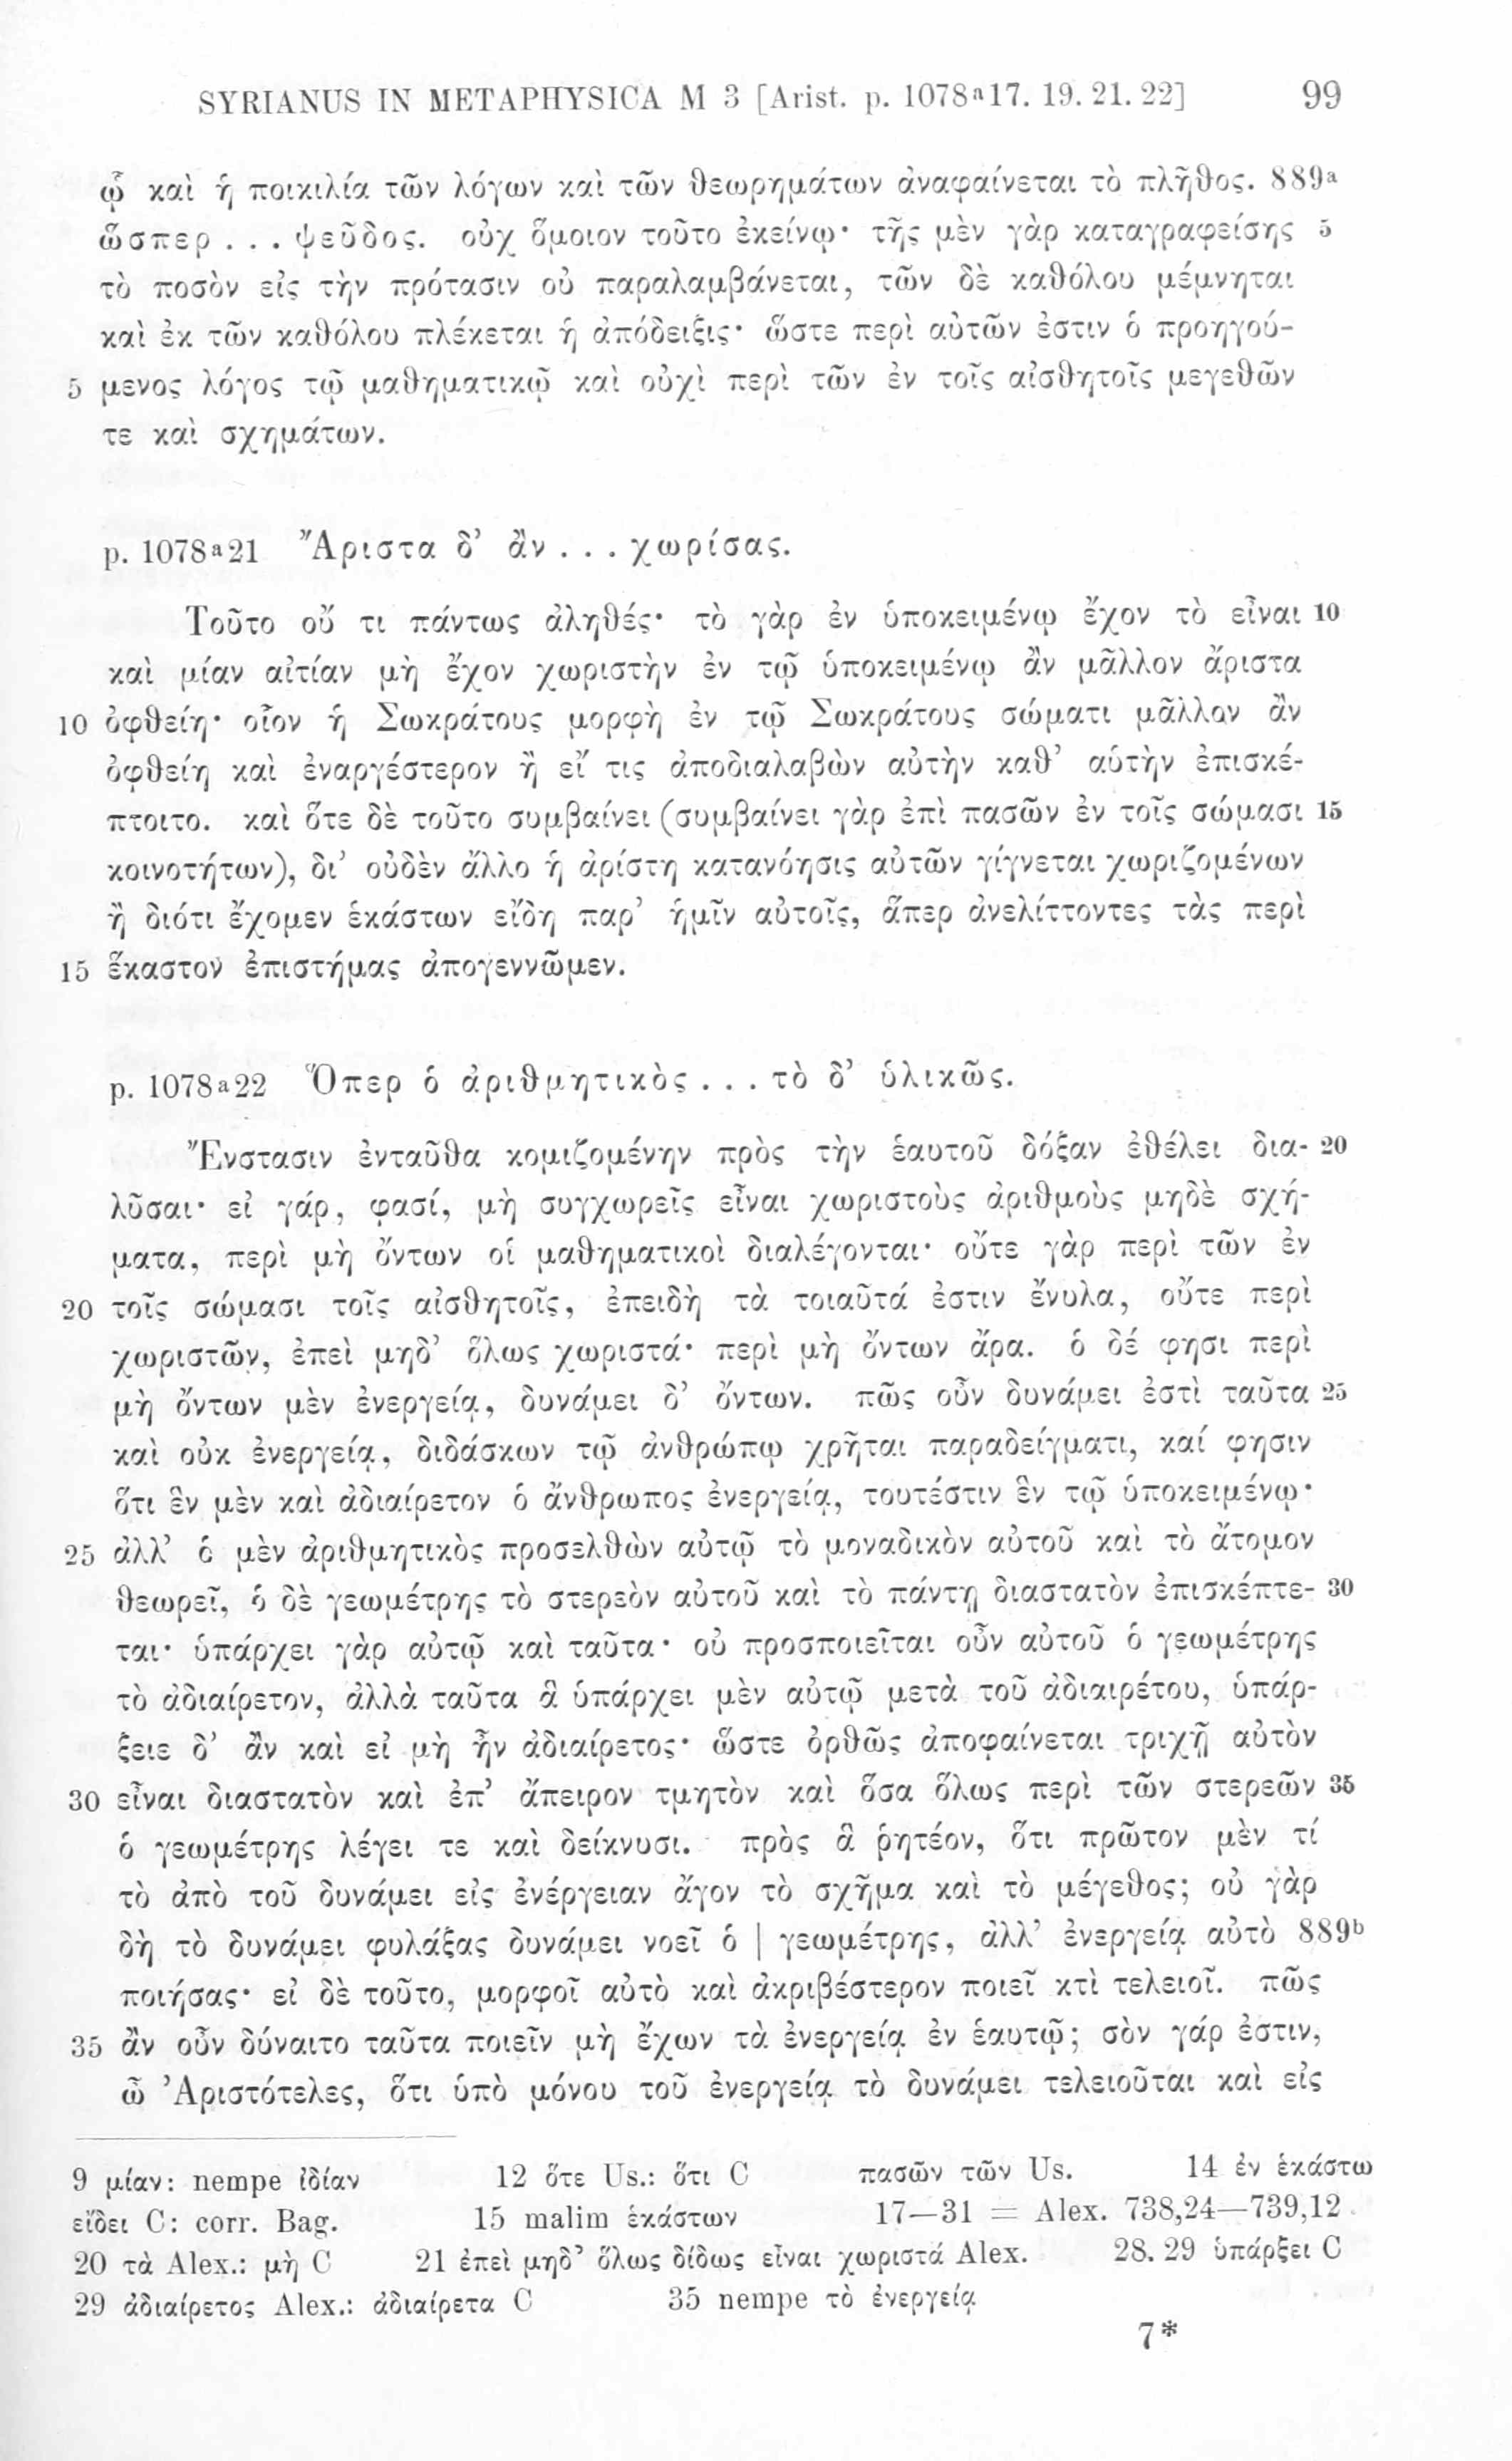 SYRIANUS IN METAPHYSICA M 3 [Arist. p. 1078ᵃ17. 19. 21. 22] 99
ᾧ καὶ ἡ ποικιλία τῶν λόγων καὶ τῶν θεωρημάτων ἀναφαίνεται τὸ πλῆθος. 889ᵃ
ὥσπερ . . . ψεῦδος. οὐχ ὅμοιον τοῦτο ἐκείνῳ· τῆς μὲν γὰρ καταγραφείσης 5
τὸ ποσὸν εἰς τὴν πρότασιν οὐ παραλαμβάνεται, τῶν δὲ καθόλου μέμνηται
καὶ ἐκ τῶν καθόλου πλέκεται ἡ ἀπόδειξις· ὥστε περὶ αὐτῶν ἐστιν ὁ προηγού-
5 μενος λόγος τῷ μαθηματικῷ καὶ οὐχὶ περὶ τῶν ἐν τοῖς αἰσθητοῖς μεγεθῶν
τε καὶ σχημάτων.
p. 1078ᵃ21 Ἄριστα δ’ ἂν . . . χωρίσας.
Τοῦτο οὔ τι πάντως ἀληθές· τὸ γὰρ ἐν ὑποκειμένῳ ἔχον τὸ εἶναι 10
καὶ μίαν αἰτίαν μὴ ἔχον χωριστὴν ἐν τῷ ὑποκειμένῳ ἂν μᾶλλον ἄριστα
10 ὀφθείη· οἷον ἡ Σωκράτους μορφὴ ἐν τῷ Σωκράτους σώματι μᾶλλον ἂν
ὀφθείη καὶ ἐναργέστερον ἢ εἴ τις ἀποδιαλαβὼν αὐτὴν καθ’ αὑτὴν ἐπισκέ-
πτοιτο. καὶ ὅτε δὲ τοῦτο συμβαίνει (συμβαίνει γὰρ ἐπὶ πασῶν ἐν τοῖς σώμασι 15
κοινοτήτων), δι’ οὐδὲν ἄλλο ἡ ἀρίστη κατανόησις αὐτῶν γίγνεται χωριζομένων
ἢ διότι ἔχομεν ἑκάστων εἴδη παρ’ ἡμῖν αὐτοῖς, ἅπερ ἀνελίττοντες τὰς περὶ
15 ἕκαστον ἐπιστήμας ἀπογεννῶμεν.
p. 1078ᵃ22 Ὅπερ ὁ ἀριθμητικὸς . . . τὸ δ’ ὑλικῶς.
Ἔνστασιν ἐνταῦθα κομιζομένην πρὸς τὴν ἑαυτοῦ δόξαν ἐθέλει δια- 20
λῦσαι· εἰ γάρ, φασί, μὴ συγχωρεῖς εἶναι χωριστοὺς ἀριθμοὺς μηδὲ σχή-
ματα, περὶ μὴ ὄντων οἱ μαθηματικοὶ διαλέγονται· οὔτε γὰρ περὶ τῶν ἐν
20 τοῖς σώμασι τοῖς αἰσθητοῖς, ἐπειδὴ τὰ τοιαῦτά ἐστιν ἔνυλα, οὔτε περὶ
χωριστῶν, ἐπεὶ μηδ’ ὅλως χωριστά· περὶ μὴ ὄντων ἄρα. ὁ δέ φησι περὶ
μὴ ὄντων μὲν ἐνεργείᾳ, δυνάμει δ’ ὄντων. πῶς οὖν δυνάμει ἐστὶ ταῦτα 25
καὶ οὐκ ἐνεργείᾳ, διδάσκων τῷ ἀνθρώπῳ χρῆται παραδείγματι, καί φησιν
ὅτι ἓν μὲν καὶ ἀδιαίρετον ὁ ἄνθρωπος ἐνεργείᾳ, τουτέστιν ἓν τῷ ὑποκειμένῳ·
25 ἀλλ’ ὁ μὲν ἀριθμητικὸς προσελθὼν αὐτῷ τὸ μοναδικὸν αὐτοῦ καὶ τὸ ἄτομον
θεωρεῖ, ὁ δὲ γεωμέτρης τὸ στερεὸν αὐτοῦ καὶ τὸ πάντῃ διαστατὸν ἐπισκέπτε- 30
ται· ὑπάρχει γὰρ αὐτῷ καὶ ταῦτα· οὐ προσποιεῖται οὖν αὐτοῦ ὁ γεωμέτρης
τὸ ἀδιαίρετον, ἀλλὰ ταῦτα ἃ ὑπάρχει μὲν αὐτῷ μετὰ τοῦ ἀδιαιρέτου, ὑπάρ-
ξειε δ’ ἂν καὶ εἰ μὴ ἦν ἀδιαίρετος· ὥστε ὀρθῶς ἀποφαίνεται τριχῇ αὐτὸν
30 εἶναι διαστατὸν καὶ ἐπ’ ἄπειρον τμητὸν καὶ ὅσα ὅλως περὶ τῶν στερεῶν 35
ὁ γεωμέτρης λέγει τε καὶ δείκνυσι. πρὸς ἃ ῥητέον, ὅτι πρῶτον μὲν τί
τὸ ἀπὸ τοῦ δυνάμει εἰς ἐνέργειαν ἄγον τὸ σχῆμα καὶ τὸ μέγεθος; οὐ γὰρ
δὴ τὸ δυνάμει φυλάξας δυνάμει νοεῖ ὁ | γεωμέτρης, ἀλλ’ ἐνεργείᾳ αὐτὸ 889ᵇ
ποιήσας· εἰ δὲ τοῦτο, μορφοῖ αὐτὸ καὶ ἀκριβέστερον ποιεῖ κτὶ τελειοῖ. πῶς
35 ἂν οὖν δύναιτο ταῦτα ποιεῖν μὴ ἔχων τὰ ἐνεργείᾳ ἐν ἑαυτῷ; σὸν γάρ ἐστιν,
ὦ Ἀριστότελες, ὅτι ὑπὸ μόνου τοῦ ἐνεργείᾳ τὸ δυνάμει τελειοῦται καὶ εἰς
9 μίαν: nempe ἰδίαν 12 ὅτε Us.: ὅτι C πασῶν τῶν Us. 14 ἐν ἑκάστω
εἴδει C: corr. Bag. 15 malim ἑκάστων 17—31 = Alex. 738,24—739,12
20 τὰ Alex.: μὴ C 21 ἐπεὶ μηδ’ ὅλως δίδως εἶναι χωριστά Alex. 28. 29 ὑπάρξει C
29 ἀδιαίρετος Alex.: ἀδιαίρετα C 35 nempe τὸ ἐνεργείᾳ
7*